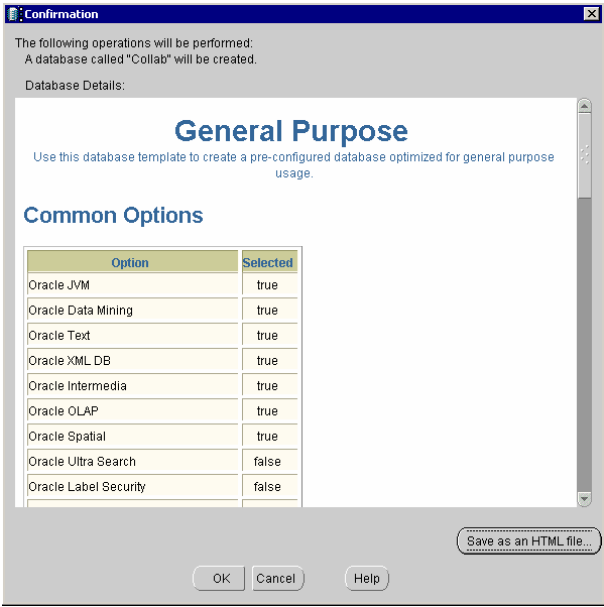 Confirmation
The following operations will be performed:
A database called "Collab" will be created.
Database Details:
General Purpose
Use this database template to create a pre-configured database optimized for general purpose
usage.
Common Options
Option Selected
Oracle JVM true
Oracle Data Mining true
Oracle Text true
Oracle XML DB true
Oracle Intermedia true
Oracle OLAP true
Oracle Spatial true
Oracle Ultra Search false
Oracle Label Security false
Save as an HTML file...
OK Cancel Help